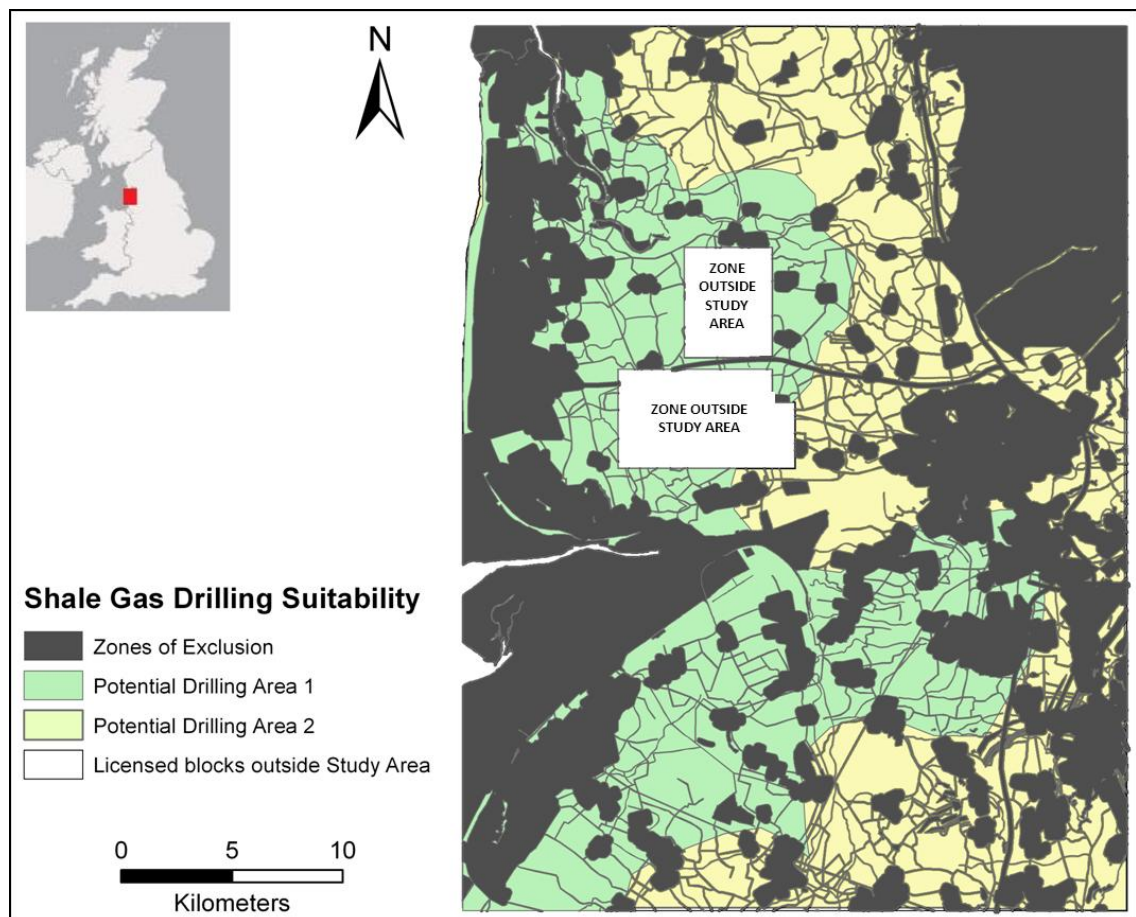 N
ZONE
OUTSIDE
STUDY
AREA
ZONE OUTSIDE
STUDY AREA
Shale Gas Drilling Suitability
Zones of Exclusion
Potential Drilling Area 1
Potential Drilling Area 2
Licensed blocks outside Study Area
0 5 10
Kilometers